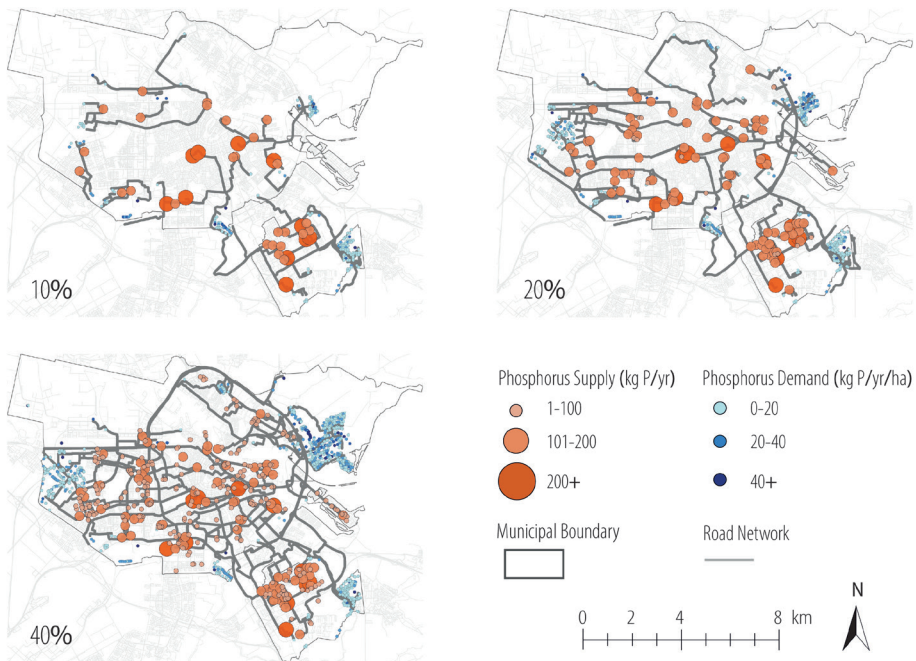 10%
20%
40%
Phosphorus Supply (kg P/yr)
1-100
101-200
200+
Phosphorus Demand (kg P/yr/ha)
0-20
20-40
40+
Municipal Boundary
Road Network
0 2 4 8 km
N